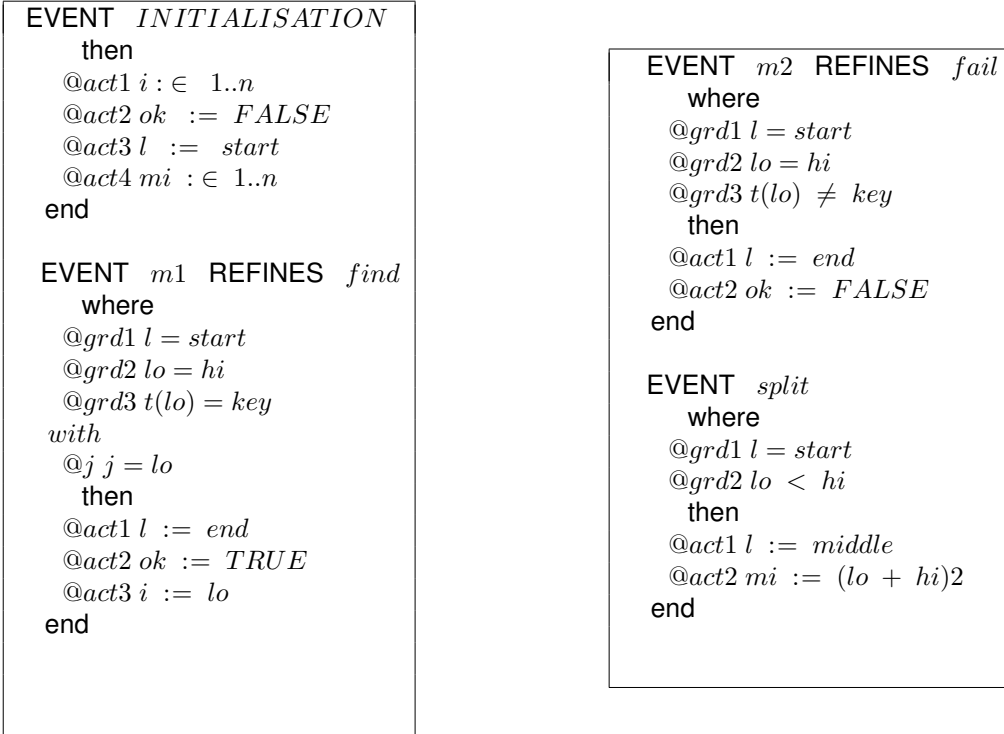 EVENT INITIALISATION
then
@act1 i :∈ 1..n
@act2 ok := FALSE
@act3 l := start
@act4 mi :∈ 1..n
end
EVENT m1 REFINES find
where
@grd1 l = start
@grd2 lo = hi
@grd3 t(lo) = key
with
@j j = lo
then
@act1 l := end
@act2 ok := TRUE
@act3 i := lo
end
EVENT m2 REFINES fail
where
@grd1 l = start
@grd2 lo = hi
@grd3 t(lo) ≠ key
then
@act1 l := end
@act2 ok := FALSE
end
EVENT split
where
@grd1 l = start
@grd2 lo < hi
then
@act1 l := middle
@act2 mi := (lo + hi)2
end